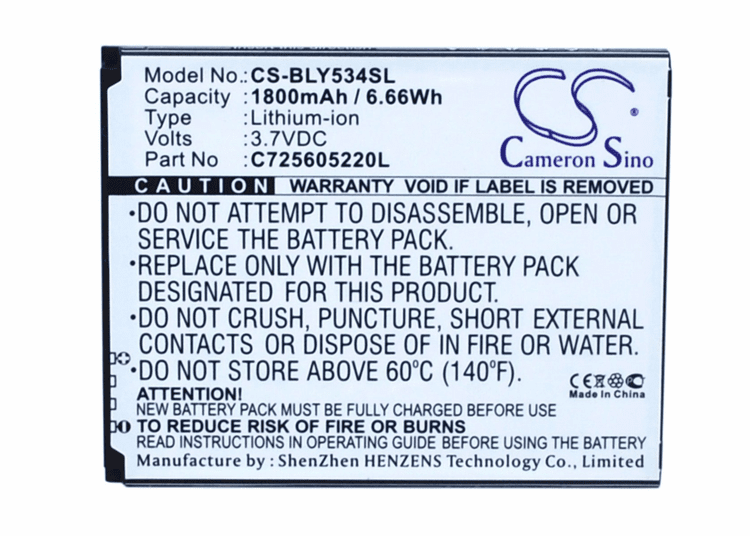 Model No.: CS-BLY534SL
Capacity : 1800mAh / 6.66Wh
Type : Lithium-ion
Volts : 3.7VDC
Part No : C725605220L
CS
Cameron Sino
CAUTION WARRANTY VOID IF LABEL IS REMOVED
•DO NOT ATTEMPT TO DISASSEMBLE, OPEN OR
SERVICE THE BATTERY PACK.
•REPLACE ONLY WITH THE BATTERY PACK
DESIGNATED FOR THIS PRODUCT.
•DO NOT CRUSH, PUNCTURE, SHORT EXTERNAL
CONTACTS OR DISPOSE OF IN FIRE OR WATER.
•DO NOT STORE ABOVE 60°C (140°F).
CE
Made In China
ATTENTION!
NEW BATTERY PACK MUST BE FULLY CHARGED BEFORE USE
TO REDUCE RISK OF FIRE OR BURNS
READ INSTRUCTIONS IN OPERATING GUIDE BEFORE USING THE BATTERY
Manufacture by : ShenZhen HENZENS Technology Co., Limited